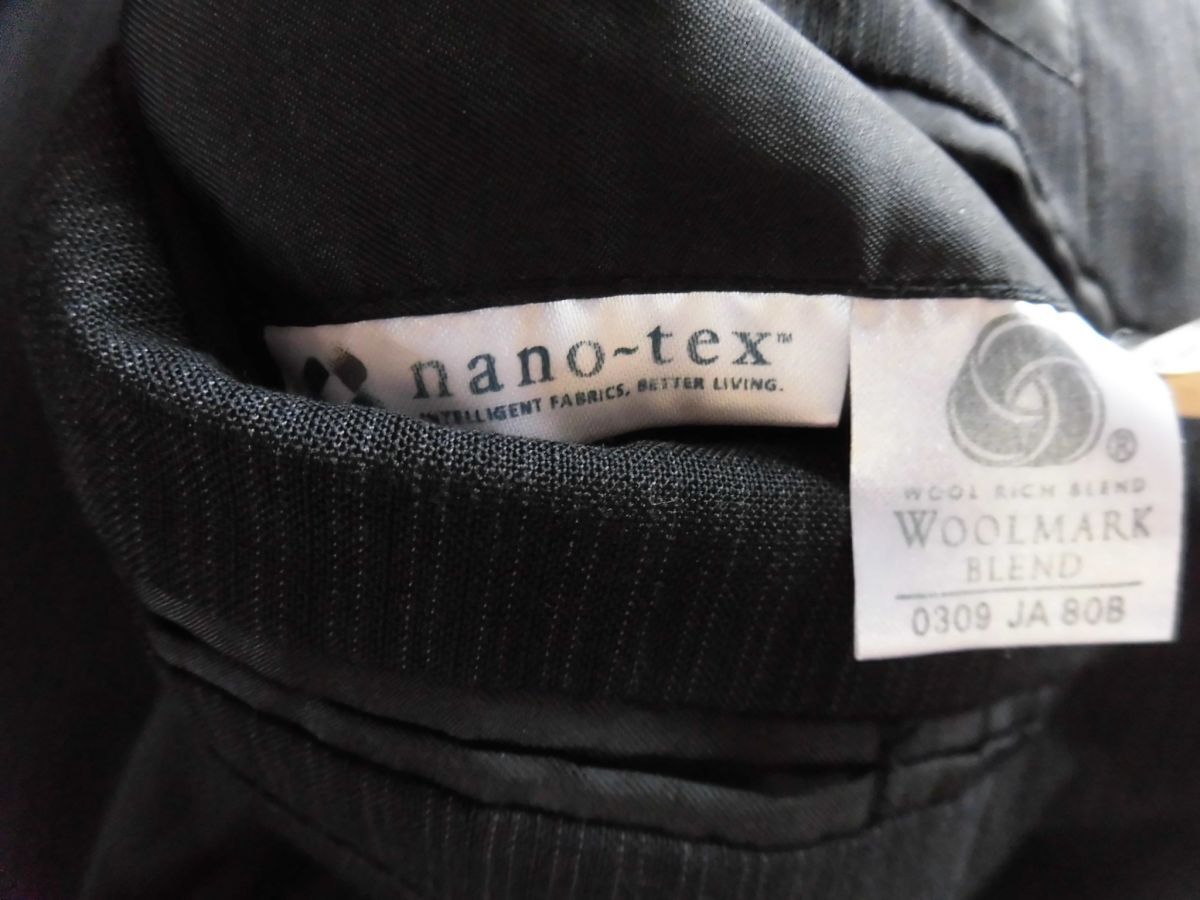 nano~tex™
INTELLIGENT FABRICS, BETTER LIVING.
®
WOOL RICH BLEND
WOOLMARK
BLEND
0309 JA 80B